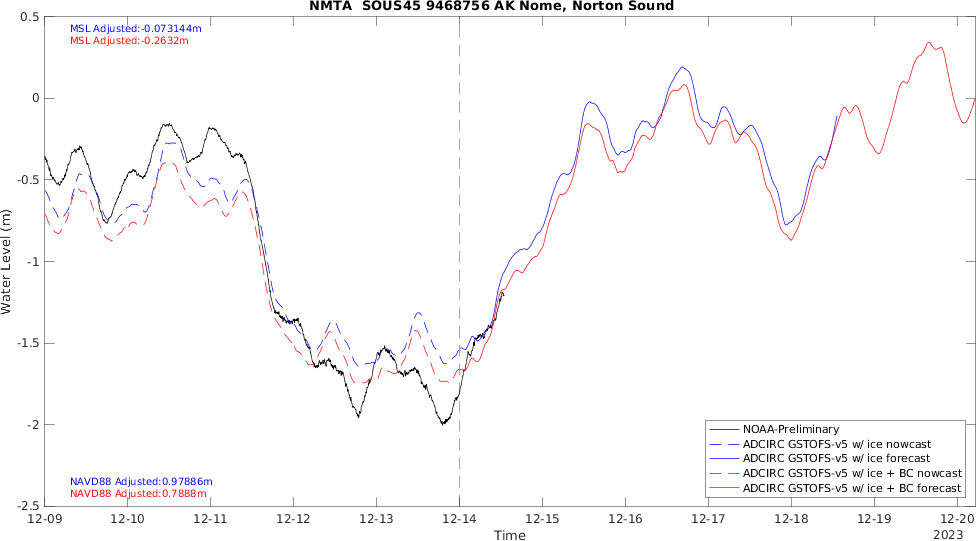 NMTA  SOUS45 9468756 AK Nome, Norton Sound
MSL Adjusted:-0.073144m
MSL Adjusted:-0.2632m
0.5
0
-0.5
-1
-1.5
-2
-2.5
Water Level (m)
NAVD88 Adjusted:0.97886m
NAVD88 Adjusted:0.7888m
NOAA-Preliminary
ADCIRC GSTOFS-v5 w/ ice nowcast
ADCIRC GSTOFS-v5 w/ ice forecast
ADCIRC GSTOFS-v5 w/ ice + BC nowcast
ADCIRC GSTOFS-v5 w/ ice + BC forecast
12-09 12-10 12-11 12-12 12-13 12-14 12-15 12-16 12-17 12-18 12-19 12-20
Time
2023